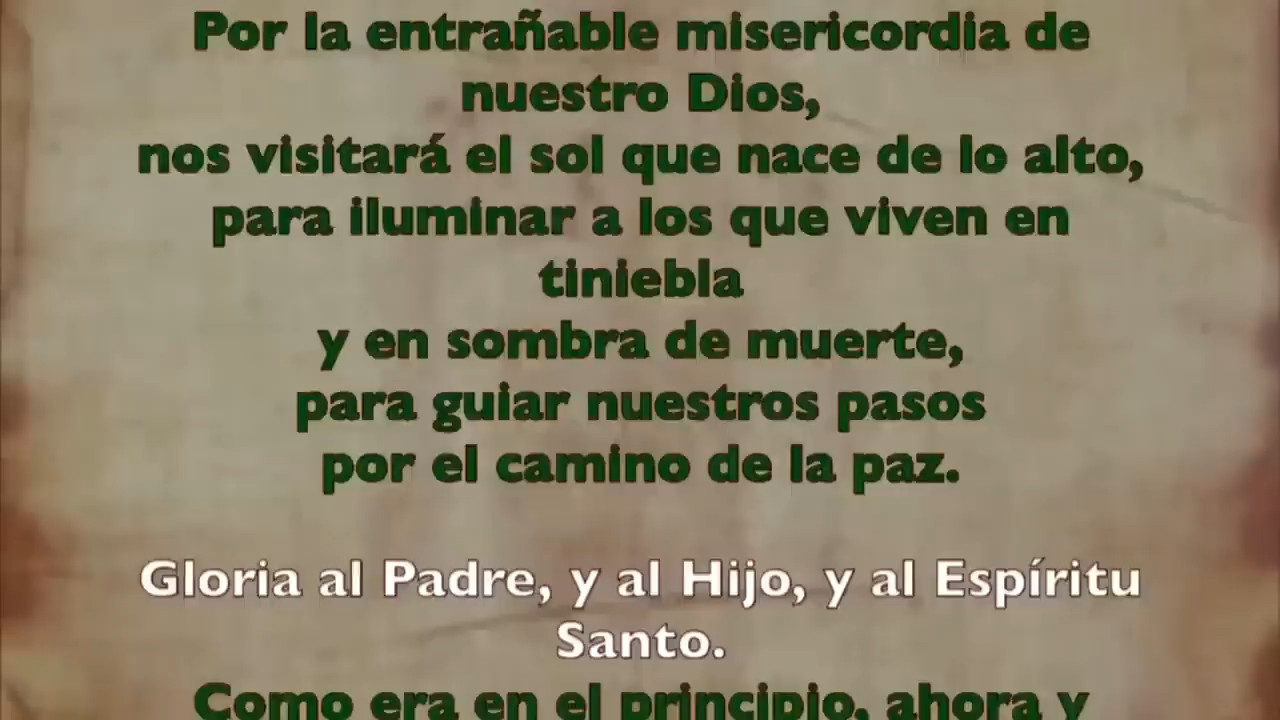 Por la entrañable misericordia de
nuestro Dios,
nos visitará el sol que nace de lo alto,
para iluminar a los que viven en
tiniebla
y en sombra de muerte,
para guiar nuestros pasos
por el camino de la paz.
Gloria al Padre, y al Hijo, y al Espíritu
Santo.
Como era en el principio, ahora y